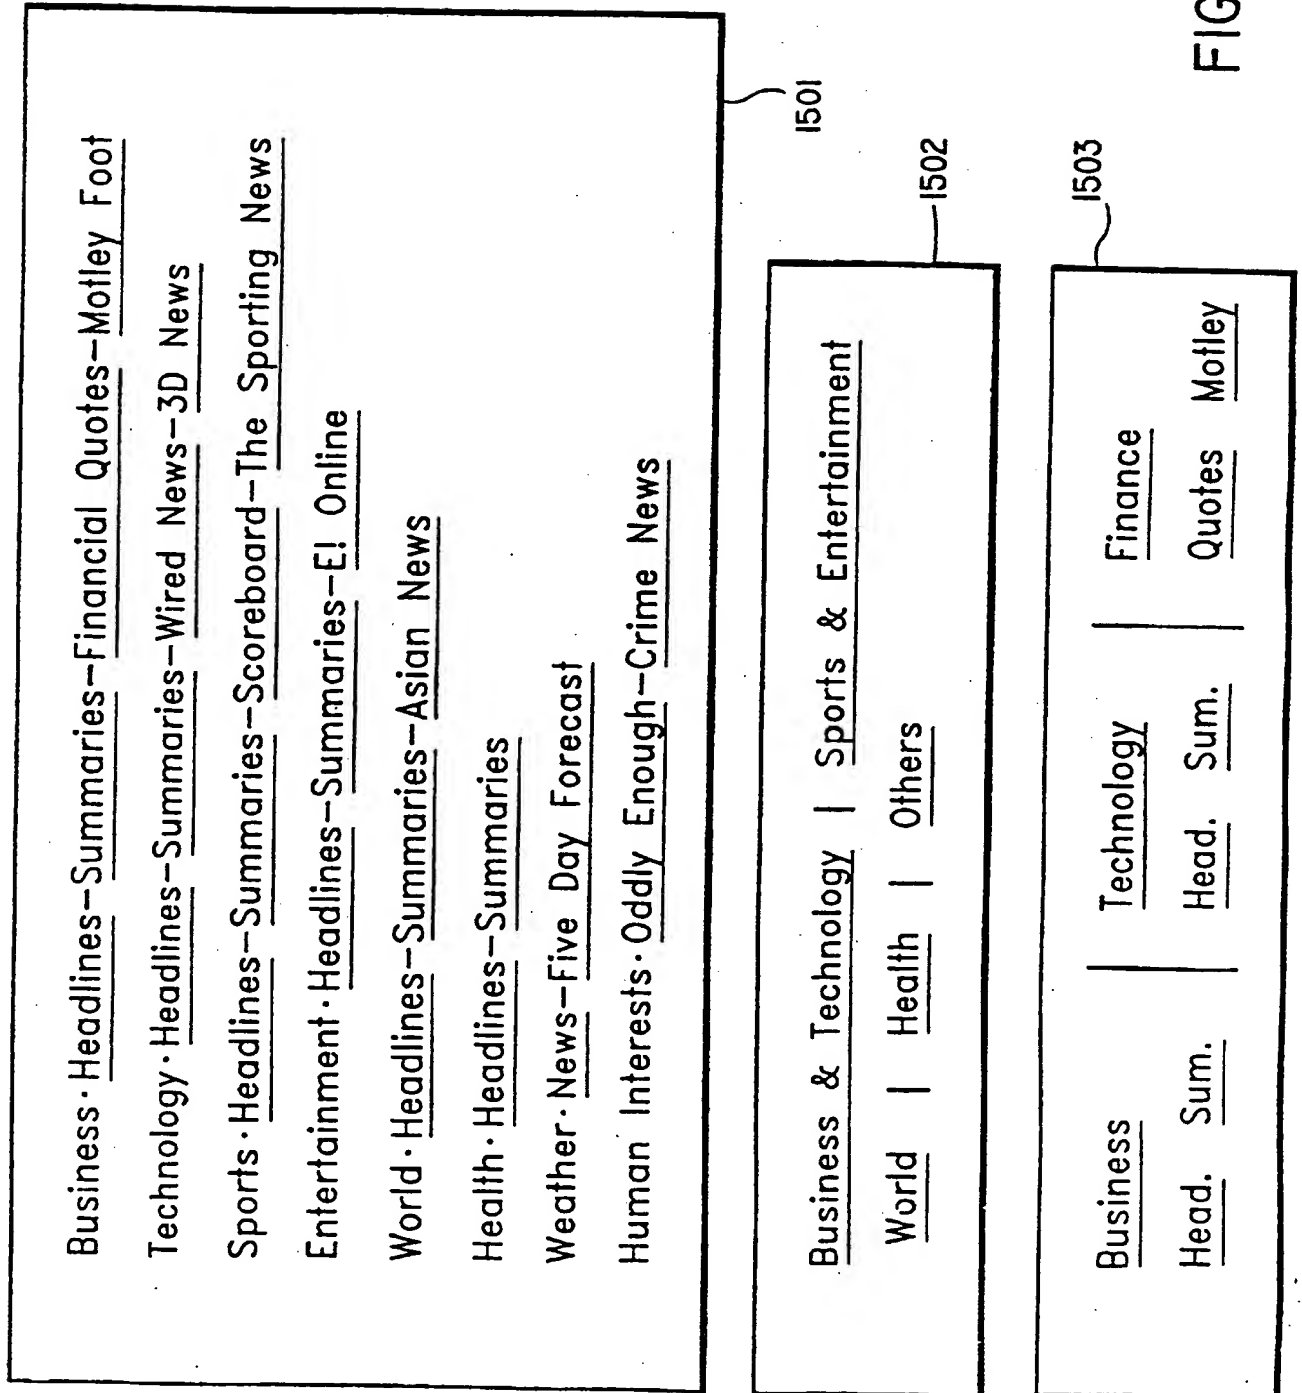 Business · Headlines–Summaries–Financial Quotes–Motley Foot
Technology · Headlines–Summaries–Wired News–3D News
Sports · Headlines–Summaries–Scoreboard–The Sporting News
Entertainment · Headlines–Summaries–E! Online
World · Headlines–Summaries–Asian News
Health · Headlines–Summaries
Weather · News–Five Day Forecast
Human Interests · Oddly Enough–Crime News
1501
Business & Technology | Sports & Entertainment
World | Health | Others
1502
Business | Technology | Finance
Head. Sum. | Head. Sum. | Quotes Motley
1503
FIG